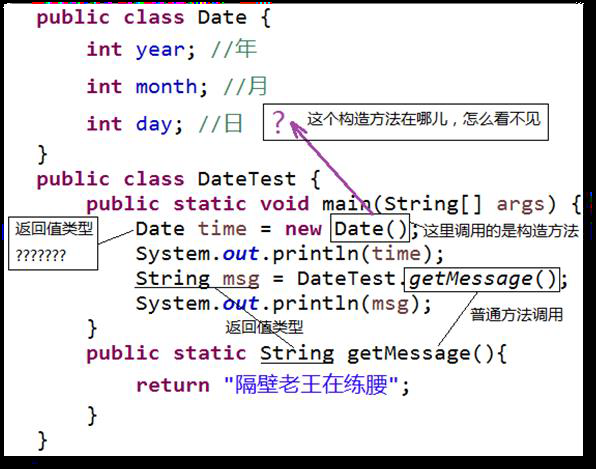 public class Date {
int year; //年
int month; //月
int day; //日
? 这个构造方法在哪儿，怎么看不见
}
public class DateTest {
public static void main(String[] args) {
返回值类型
???????
Date time = new Date(); 这里调用的是构造方法
System.out.println(time);
String msg = DateTest.getMessage();
System.out.println(msg);
普通方法调用
}
返回值类型
public static String getMessage(){
return "隔壁老王在练腰";
}
}